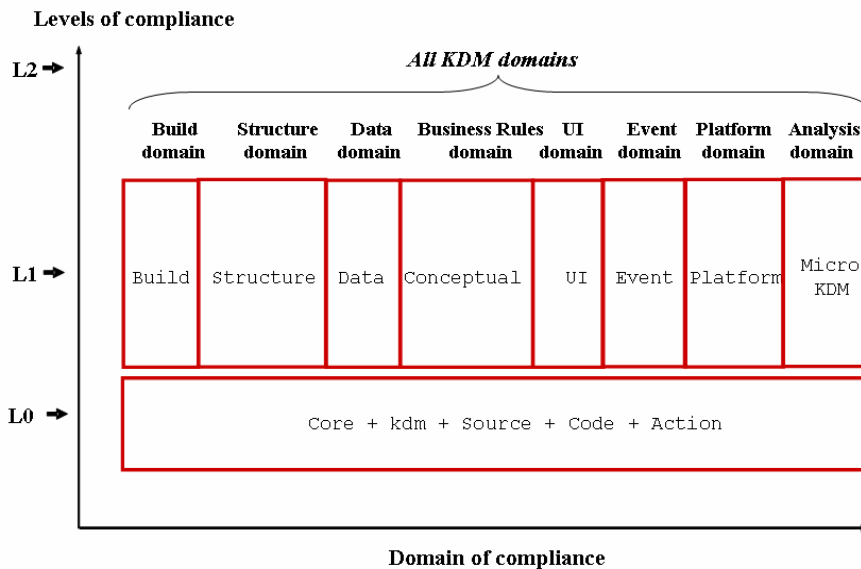 Levels of compliance
L2
All KDM domains
Build Structure Data Business Rules UI Event Platform Analysis
domain domain domain domain domain domain domain domain
L1
Build Structure Data Conceptual UI Event Platform Micro
KDM
L0
Core + kdm + Source + Code + Action
Domain of compliance